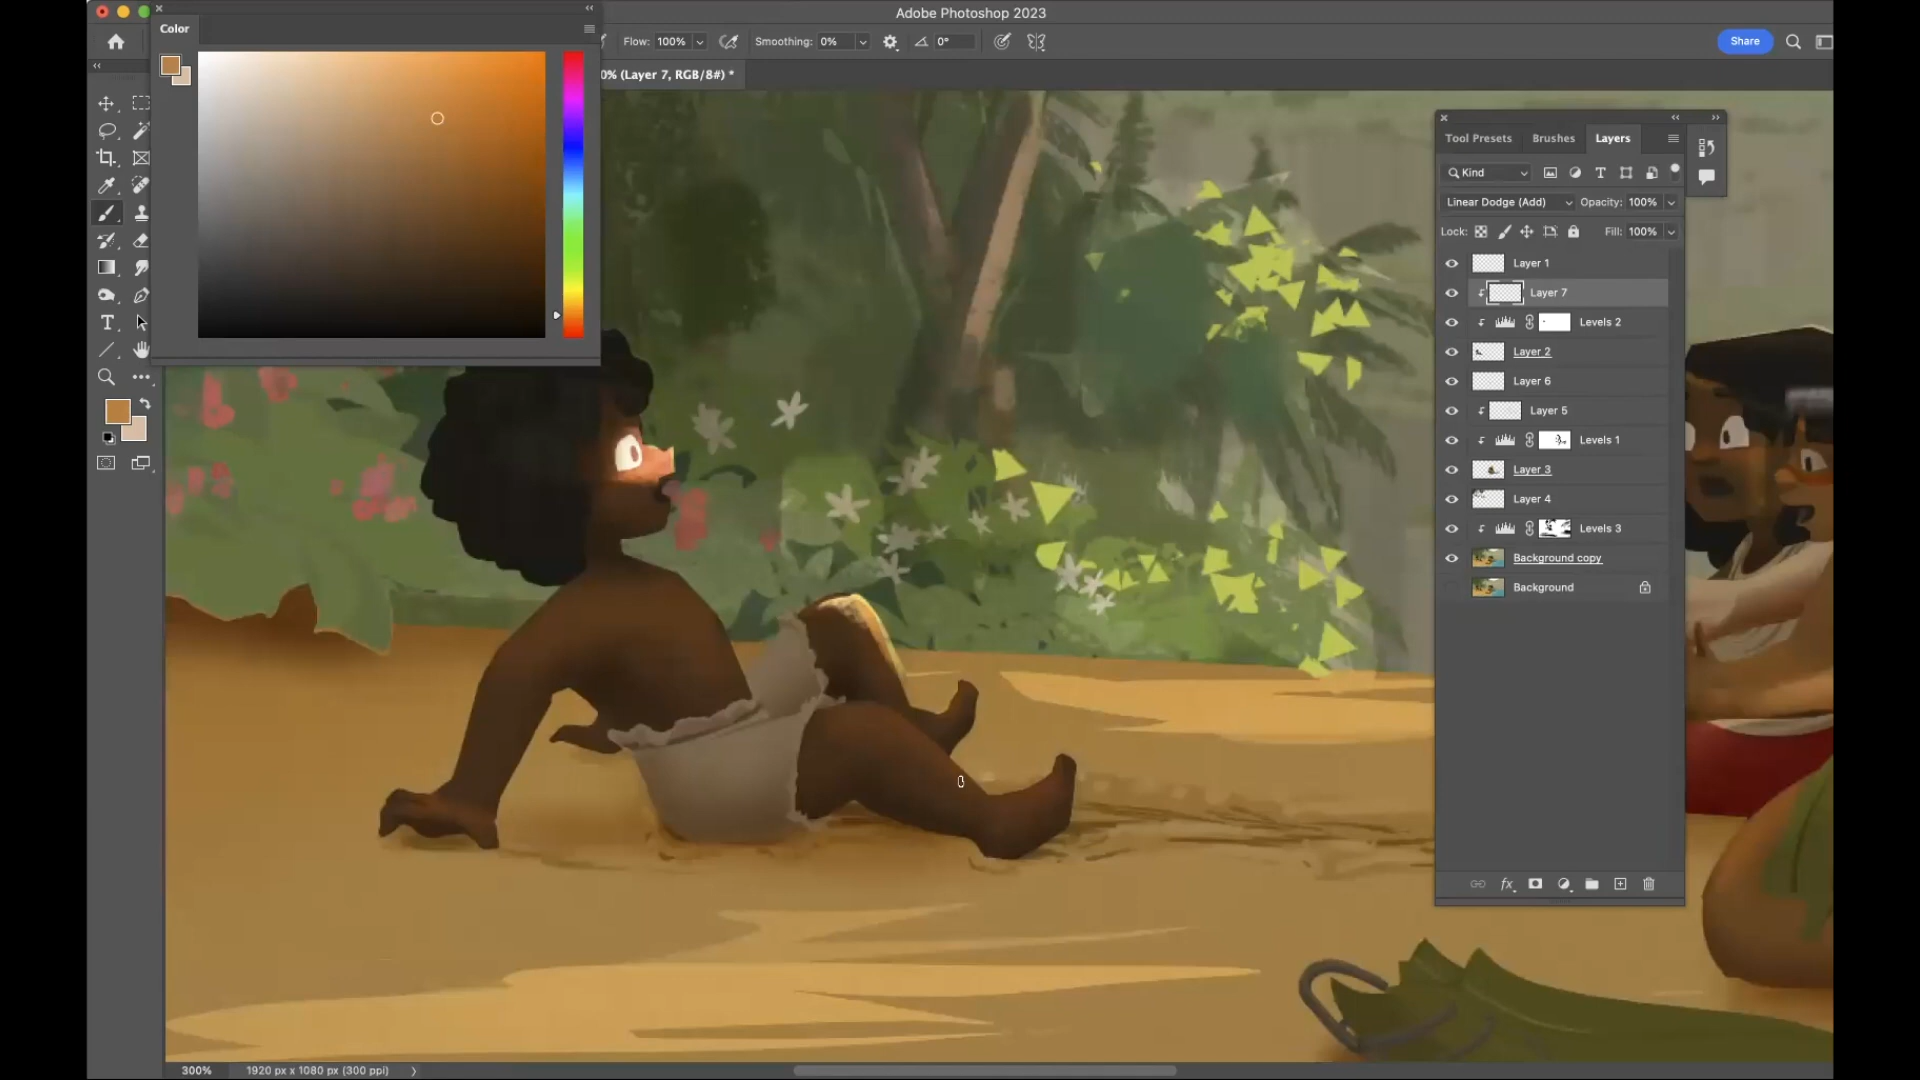 Adobe Photoshop 2023
Color
Flow: 100%
Smoothing: 0%
0°
Share
0% (Layer 7, RGB/8#) *
Tool Presets
Brushes
Layers
Kind
Linear Dodge (Add)
Opacity: 100%
Lock:
Fill: 100%
Layer 1
Layer 7
Levels 2
Layer 2
Layer 6
Layer 5
Levels 1
Layer 3
Layer 4
Levels 3
Background copy
Background
fx
300%
1920 px x 1080 px (300 ppi)